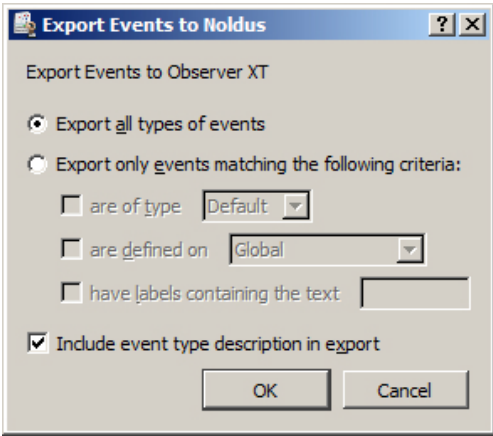 Export Events to Noldus
Export Events to Observer XT
Export all types of events
Export only events matching the following criteria:
are of type Default
are defined on Global
have labels containing the text
Include event type description in export
OK Cancel